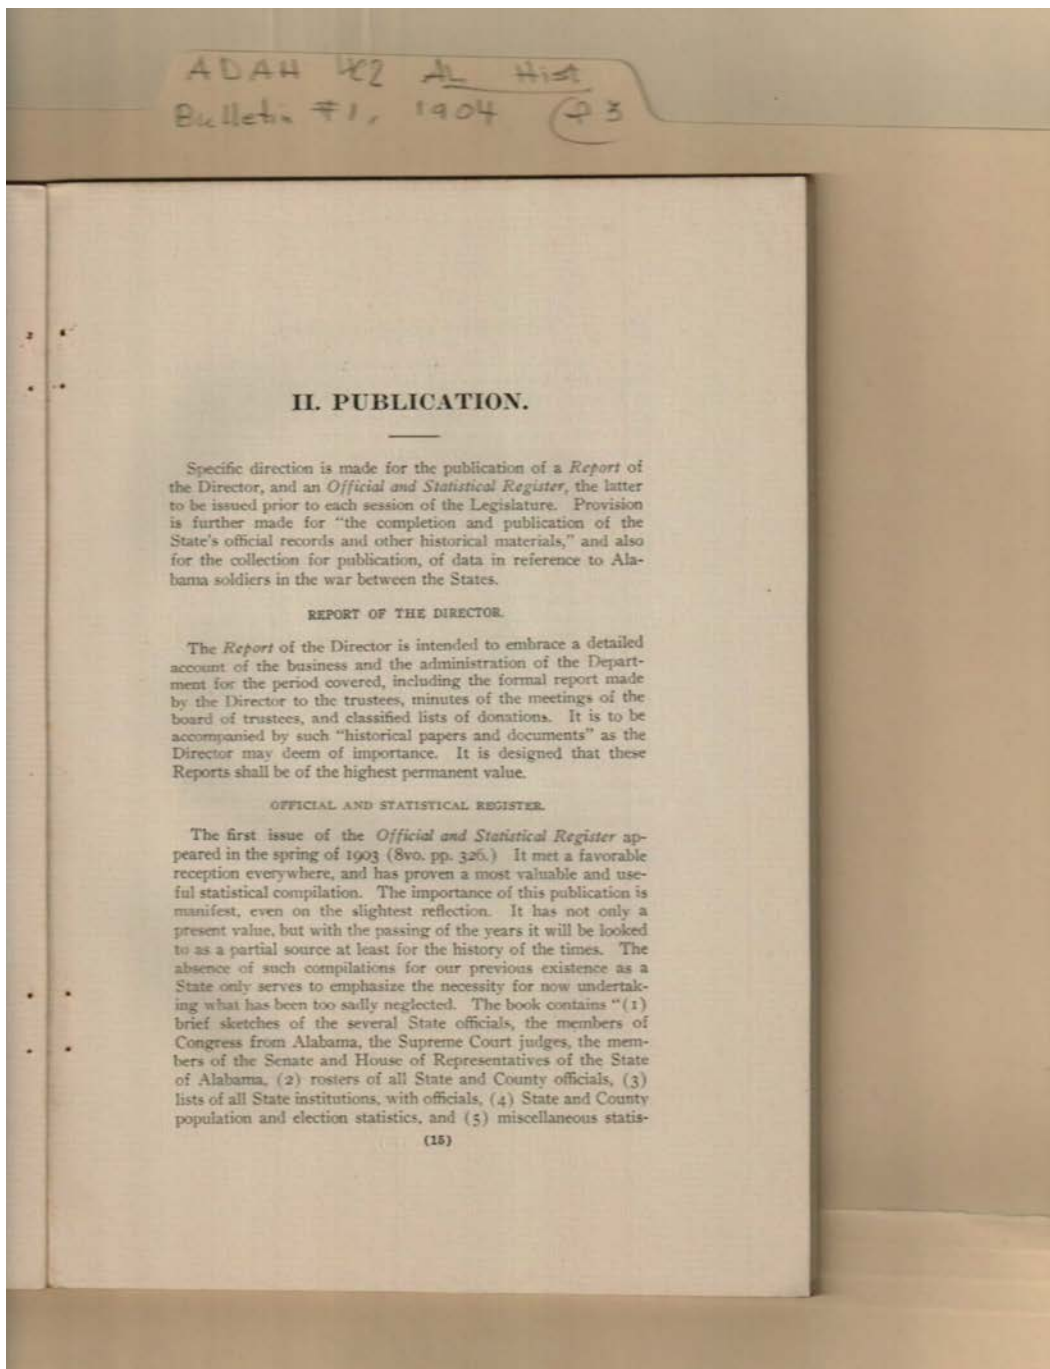 ADAH 42 AL Hist
Bulletin #1, 1904 P3
II. PUBLICATION.
Specific direction is made for the publication of a Report of
the Director, and an Official and Statistical Register, the latter
to be issued prior to each session of the Legislature. Provision
is further made for "the completion and publication of the
State's official records and other historical materials," and also
for the collection for publication, of data in reference to Ala-
bama soldiers in the war between the States.
REPORT OF THE DIRECTOR.
The Report of the Director is intended to embrace a detailed
account of the business and the administration of the Depart-
ment for the period covered, including the formal report made
by the Director to the trustees, minutes of the meetings of the
board of trustees, and classified lists of donations. It is to be
accompanied by such "historical papers and documents" as the
Director may deem of importance. It is designed that these
Reports shall be of the highest permanent value.
OFFICIAL AND STATISTICAL REGISTER.
The first issue of the Official and Statistical Register ap-
peared in the spring of 1903 (8vo. pp. 326.) It met a favorable
reception everywhere, and has proven a most valuable and use-
ful statistical compilation. The importance of this publication is
manifest, even on the slightest reflection. It has not only a
present value, but with the passing of the years it will be looked
to as a partial source at least for the history of the times. The
absence of such compilations for our previous existence as a
State only serves to emphasize the necessity for now undertak-
ing what has been too sadly neglected. The book contains "(1)
brief sketches of the several State officials, the members of
Congress from Alabama, the Supreme Court judges, the mem-
bers of the Senate and House of Representatives of the State
of Alabama, (2) rosters of all State and County officials, (3)
lists of all State institutions, with officials, (4) State and County
population and election statistics, and (5) miscellaneous statis-
(15)